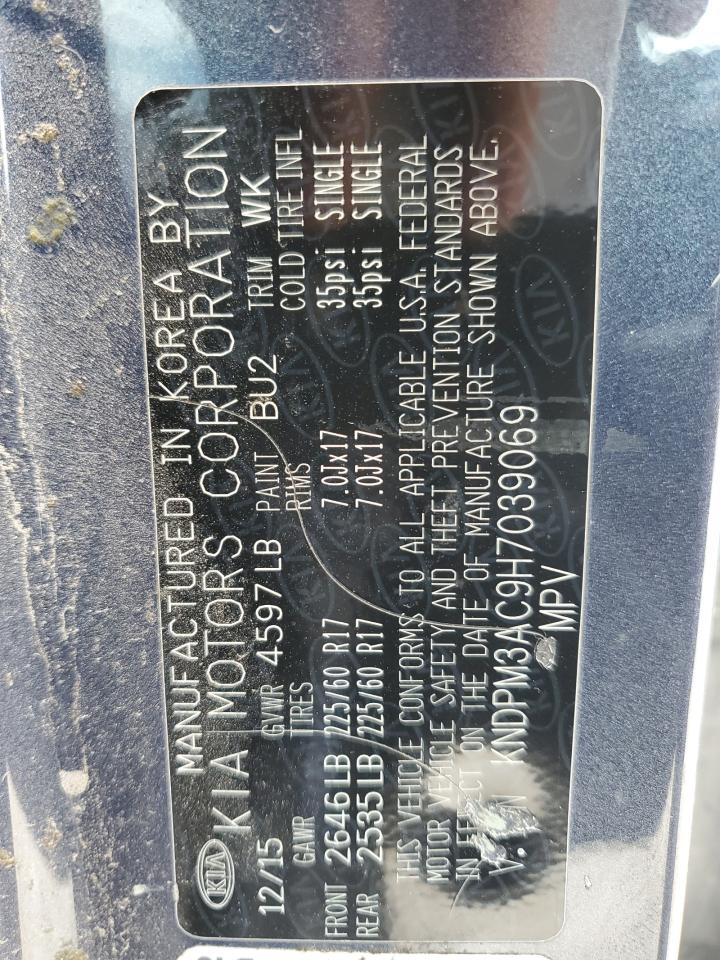 MANUFACTURED IN KOREA BY
KIA KIA MOTORS CORPORATION
12/15 GVWR 4597 LB PAINT BU2 TRIM WK
GAWR TIRES RIMS COLD TIRE INFL
FRONT 2646LB 225/60 R17 7.0Jx17 35psi SINGLE
REAR 2535LB 225/60 R17 7.0Jx17 35psi SINGLE
THIS VEHICLE CONFORMS TO ALL APPLICABLE U.S.A. FEDERAL
MOTOR VEHICLE SAFETY AND THEFT PREVENTION STANDARDS
IN EFFECT ON THE DATE OF MANUFACTURE SHOWN ABOVE.
KNDPM3AC9H7039069
MPV